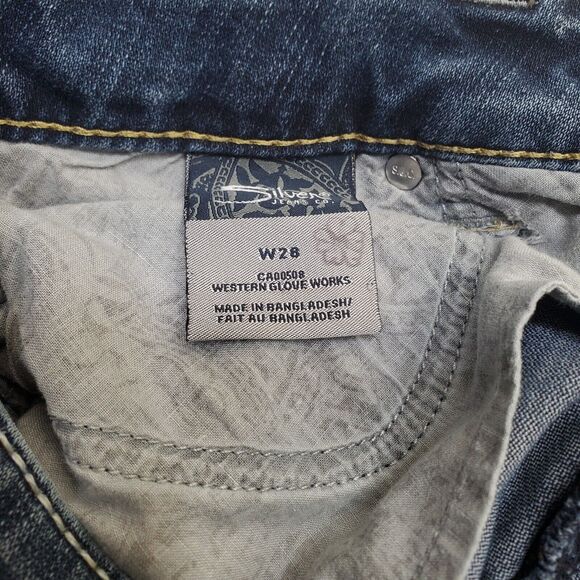 Silver
JEANS CO.
W28
CA00508
WESTERN GLOVE WORKS
MADE IN BANGLADESH/
FAIT AU BANGLADESH